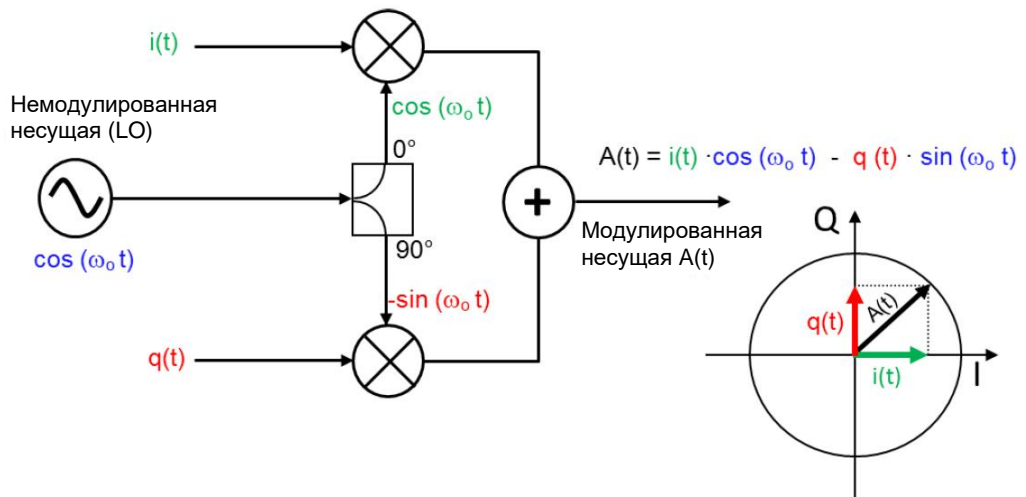 i(t)
Немодулированная
несущая (LO)
cos (ωₒ t)
0°
90°
cos (ωₒ t)
-sin (ωₒ t)
q(t)
+
A(t) = i(t) ·cos (ωₒ t) - q (t) · sin (ωₒ t)
Модулированная
несущая A(t)
Q
A(t)
q(t)
i(t)
I